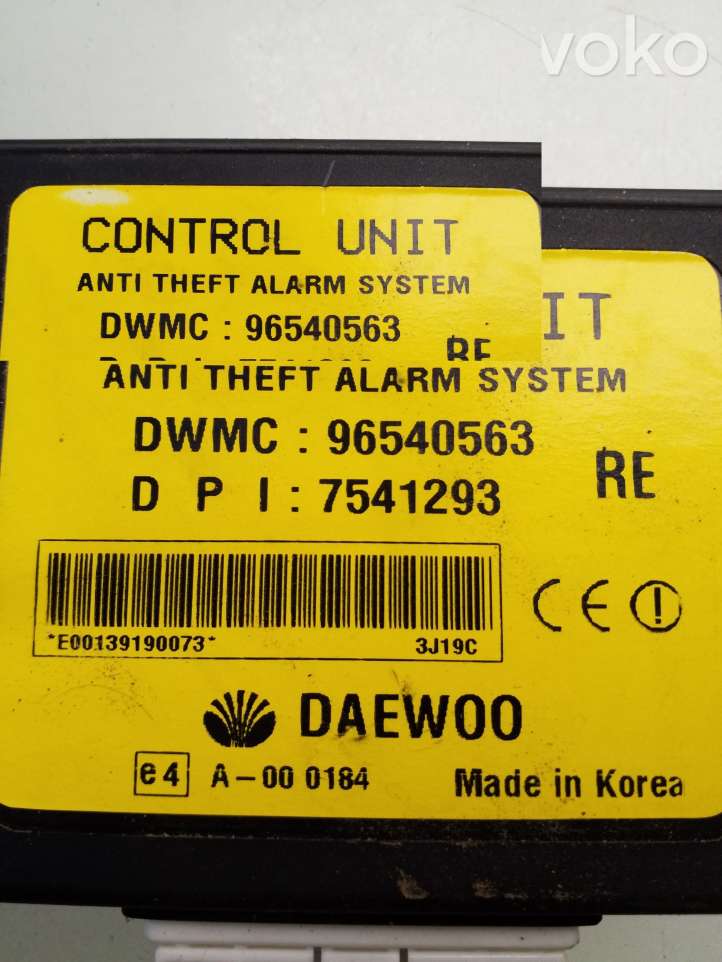 voko
CONTROL UNIT
ANTI THEFT ALARM SYSTEM
DWMC : 96540563
RE
IT
ANTI THEFT ALARM SYSTEM
DWMC : 96540563
D P I : 7541293
RE
*E00139190073*
3J19C
CE
DAEWOO
e4 A-00 0184
Made in Korea